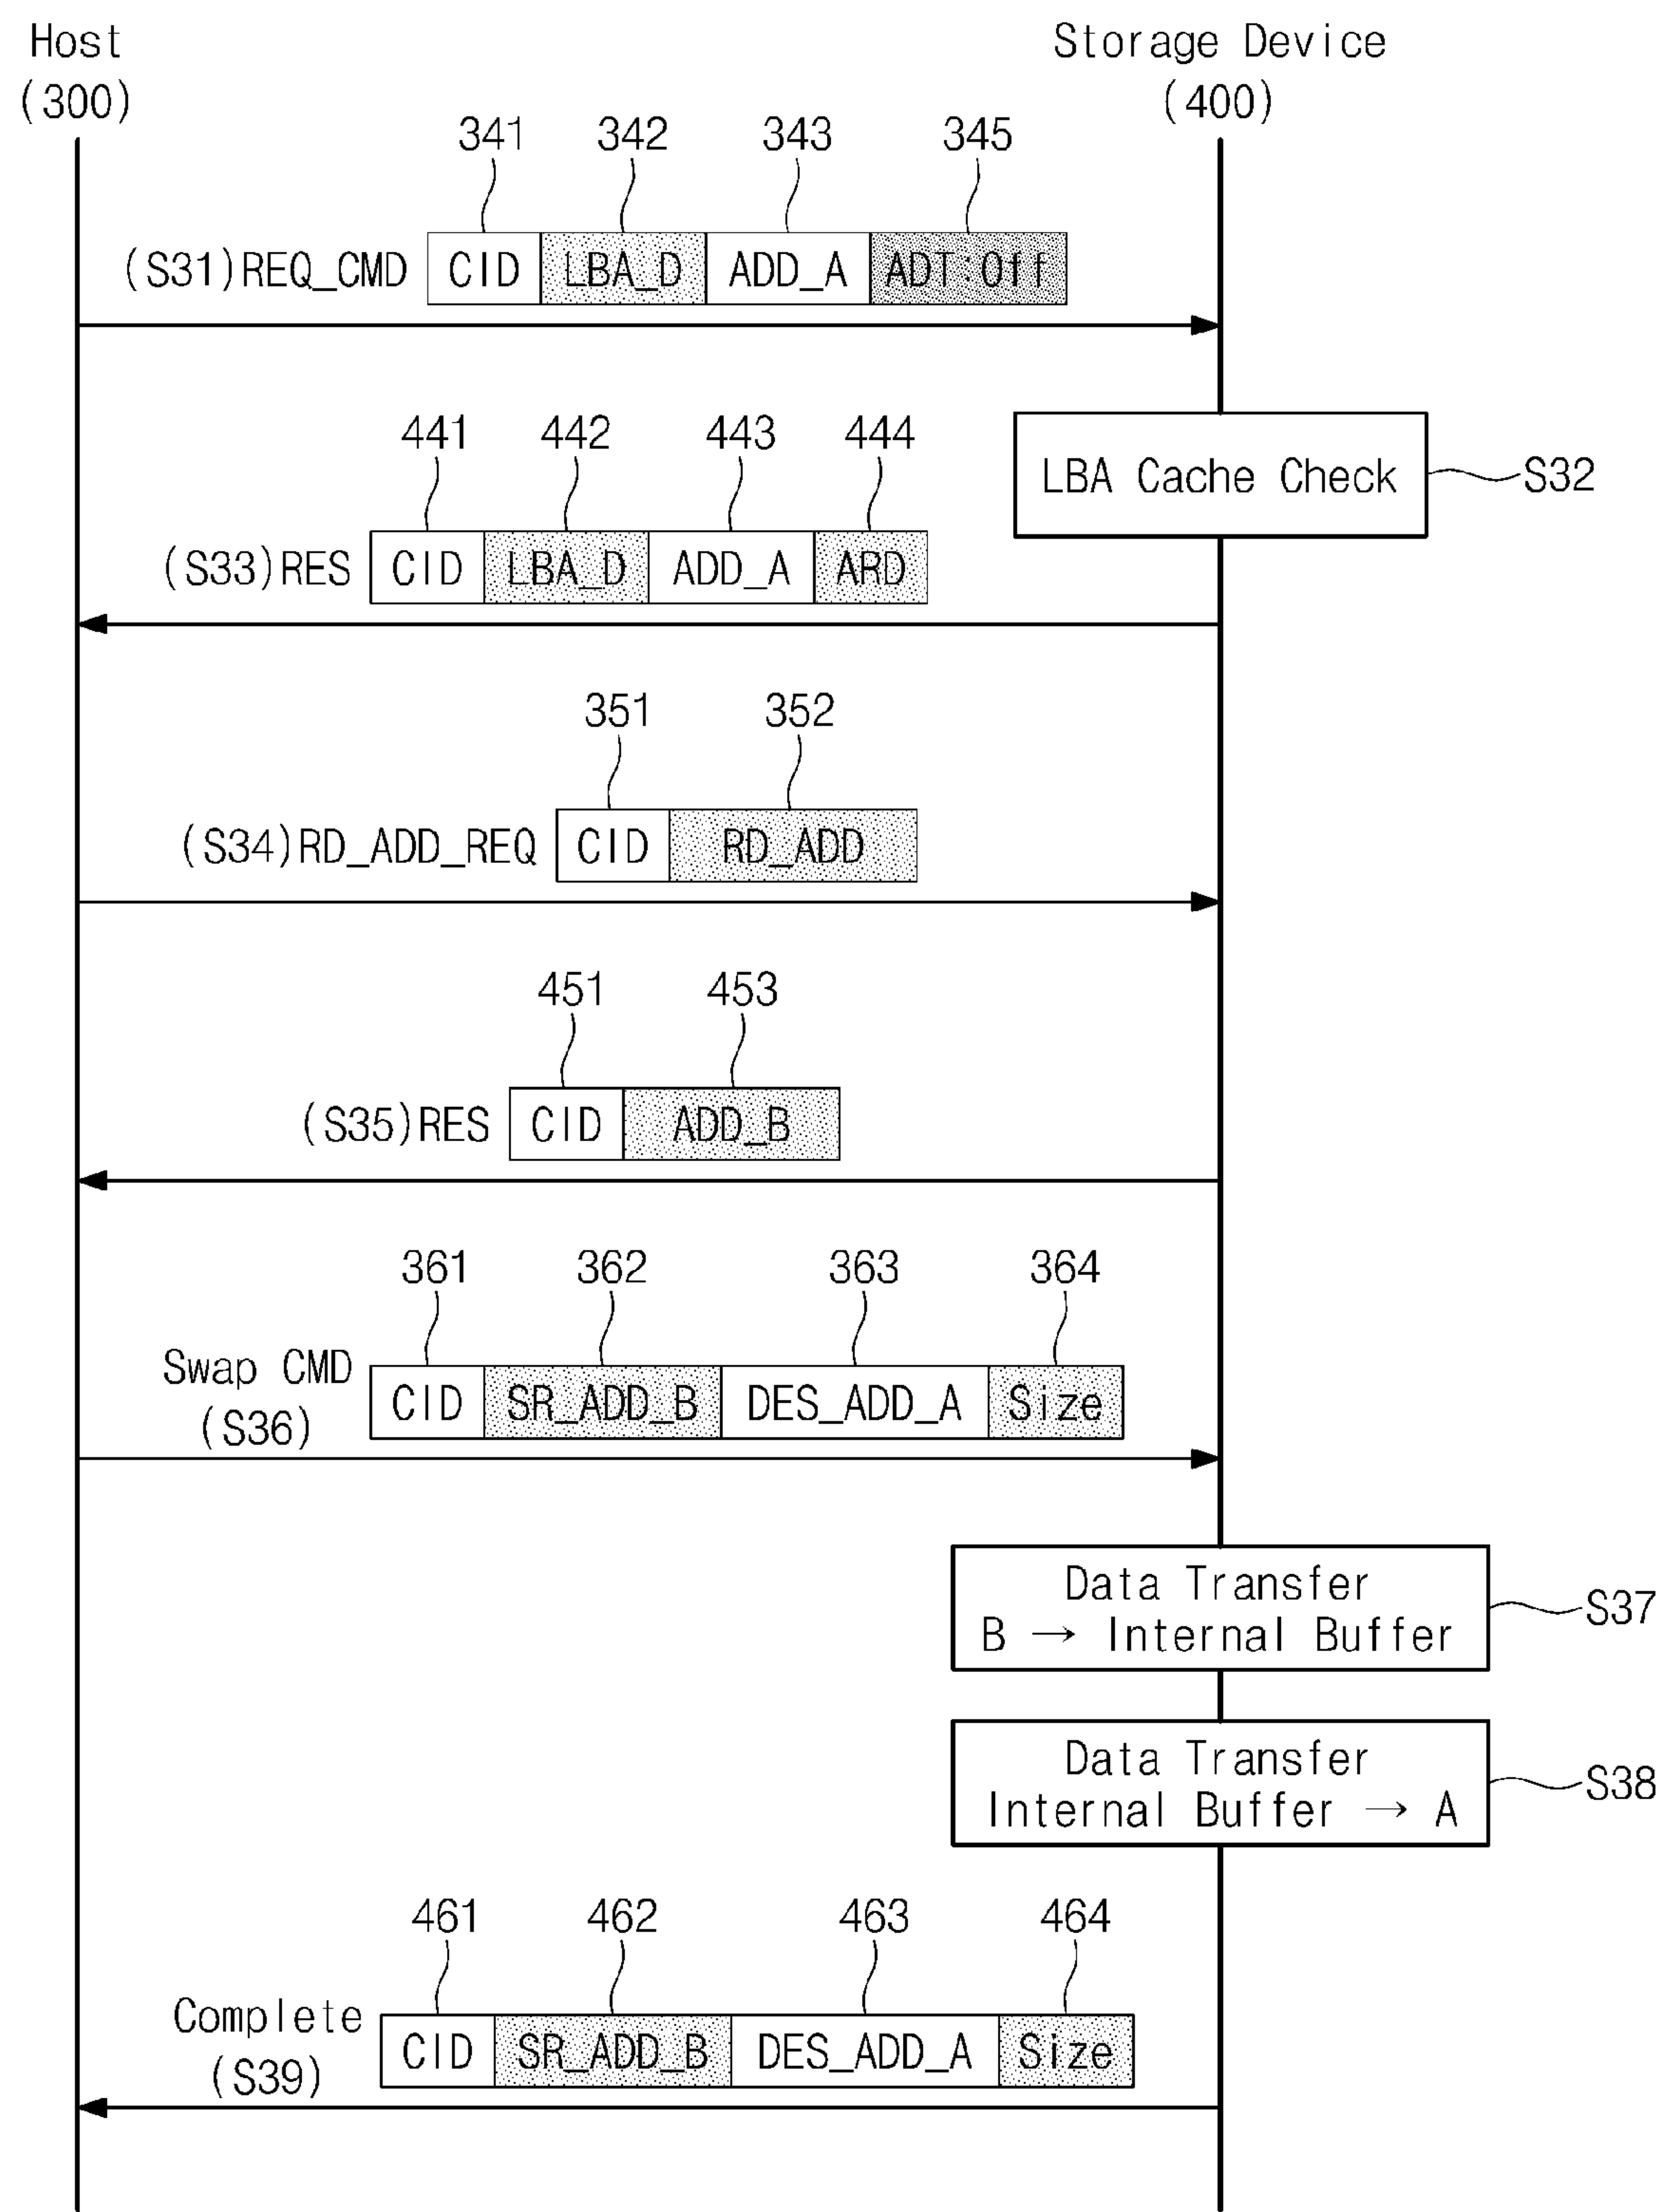 Host
(300)
Storage Device
(400)
341 342 343 345
(S31)REQ_CMD CID LBA_D ADD_A ADT:Off
441 442 443 444
LBA Cache Check S32
(S33)RES CID LBA_D ADD_A ARD
351 352
(S34)RD_ADD_REQ CID RD_ADD
451 453
(S35)RES CID ADD_B
361 362 363 364
Swap CMD
(S36)
CID SR_ADD_B DES_ADD_A Size
Data Transfer
B → Internal Buffer
S37
Data Transfer
Internal Buffer → A
S38
461 462 463 464
Complete
(S39)
CID SR_ADD_B DES_ADD_A Size